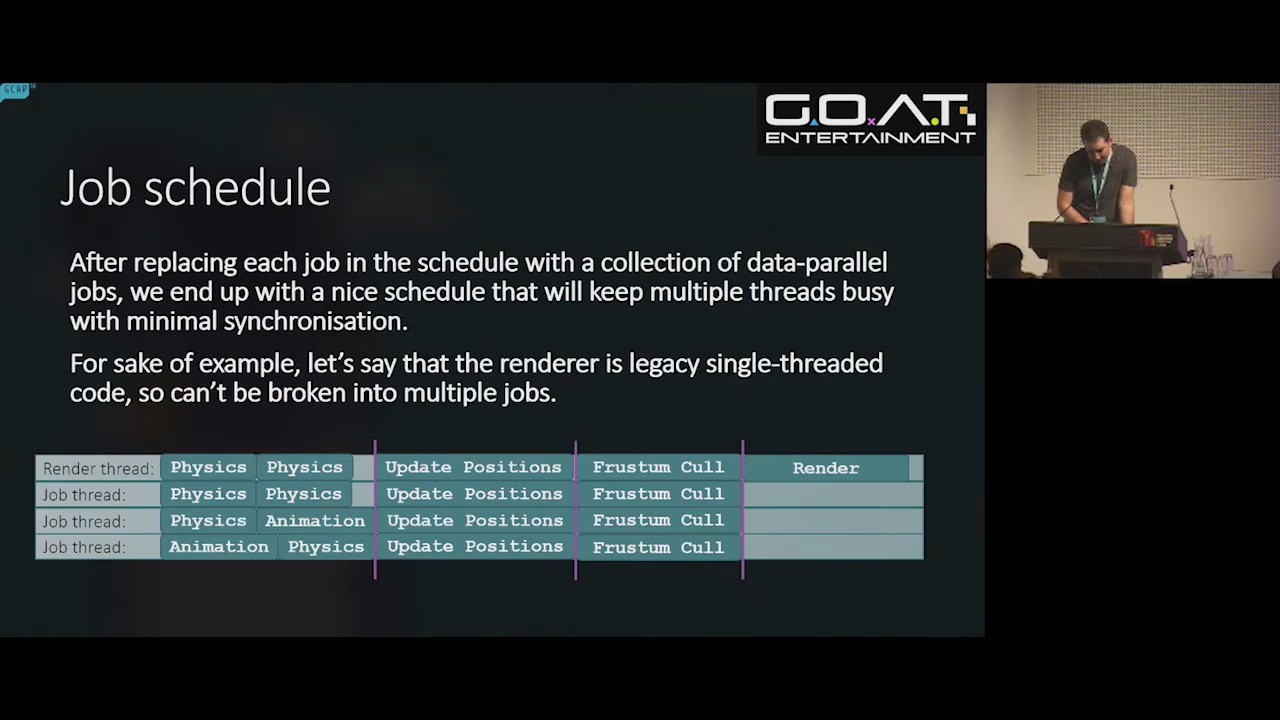 GCAP
G.O.A.T.
ENTERTAINMENT
Job schedule
After replacing each job in the schedule with a collection of data-parallel
jobs, we end up with a nice schedule that will keep multiple threads busy
with minimal synchronisation.
For sake of example, let's say that the renderer is legacy single-threaded
code, so can't be broken into multiple jobs.
Render thread: Physics Physics Update Positions Frustum Cull Render
Job thread: Physics Physics Update Positions Frustum Cull
Job thread: Physics Animation Update Positions Frustum Cull
Job thread: Animation Physics Update Positions Frustum Cull